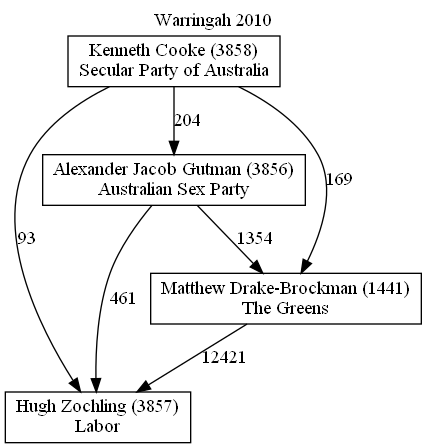 Warringah 2010
Kenneth Cooke (3858)
Secular Party of Australia
204
Alexander Jacob Gutman (3856)
Australian Sex Party
169
93
461
1354
Matthew Drake-Brockman (1441)
The Greens
12421
Hugh Zochling (3857)
Labor